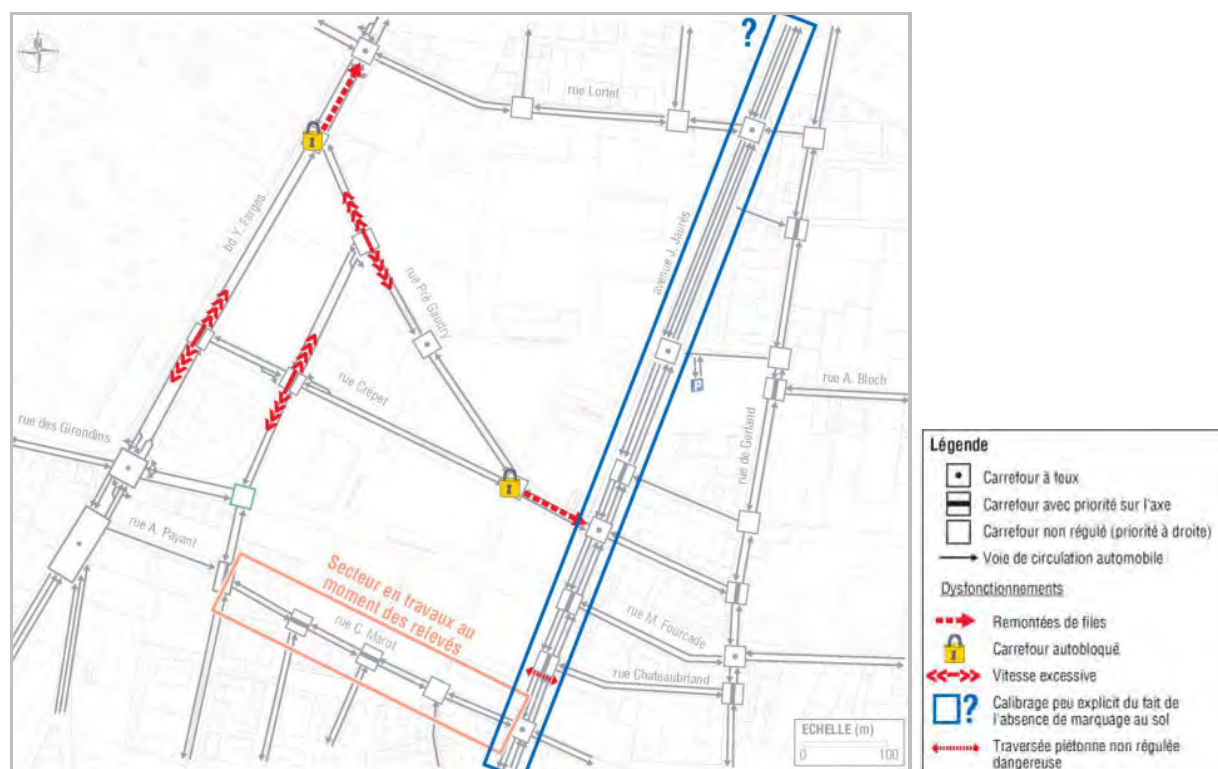 N
?
rue Lortet
bd Y. Farges
avenue J. Jaurès
rue Pré Gaudry
P
rue A. Bloch
rue Crepet
rue de Gerland
rue des Girondins
rue A. Payant
Secteur en travaux au
moment des relevés
rue C. Marot
rue M. Fourcade
rue Chateaubriand
ECHELLE (m)
0 100
Légende
Carrefour à feux
Carrefour avec priorité sur l'axe
Carrefour non régulé (priorité à droite)
Voie de circulation automobile
Dysfonctionnements
Remontées de files
Carrefour autobloqué
Vitesse excessive
? Calibrage peu explicit du fait de
l'absence de marquage au sol
Traversée piétonne non régulée
dangereuse